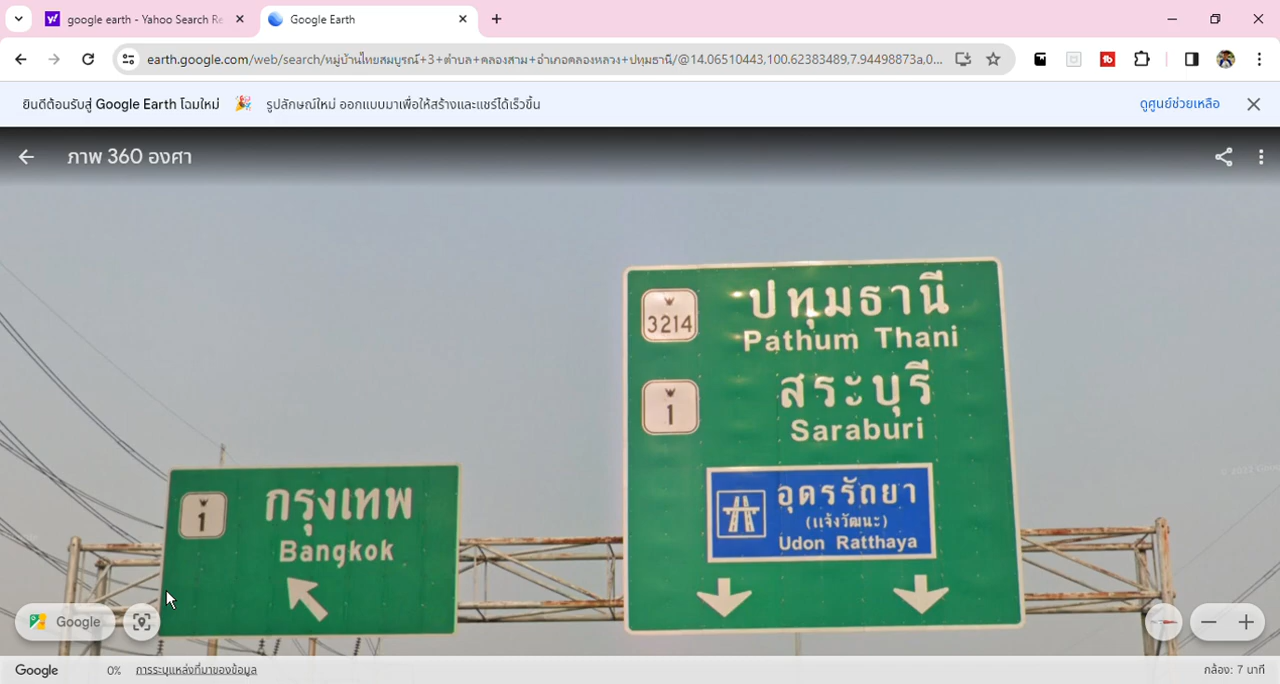 google earth - Yahoo Search Re
Google Earth
earth.google.com/web/search/หมู่บ้านไทยสมบูรณ์+3+ตำบล+คลองสาม+อำเภอคลองหลวง+ปทุมธานี/@14.06510443,100.62383489,7.94498873a,0...
ยินดีต้อนรับสู่ Google Earth โฉมใหม่ 🎉 รูปลักษณ์ใหม่ ออกแบบมาเพื่อให้สร้างและแชร์ได้เร็วขึ้น
ดูศูนย์ช่วยเหลือ
ภาพ 360 องศา
3214 ปทุมธานี
Pathum Thani
1 สระบุรี
Saraburi
อุดรรัถยา
(แจ้งวัฒนะ)
Udon Ratthaya
1 กรุงเทพ
Bangkok
Google
Google
0%
การระบุแหล่งที่มาของข้อมูล
กล้อง: 7 นาที